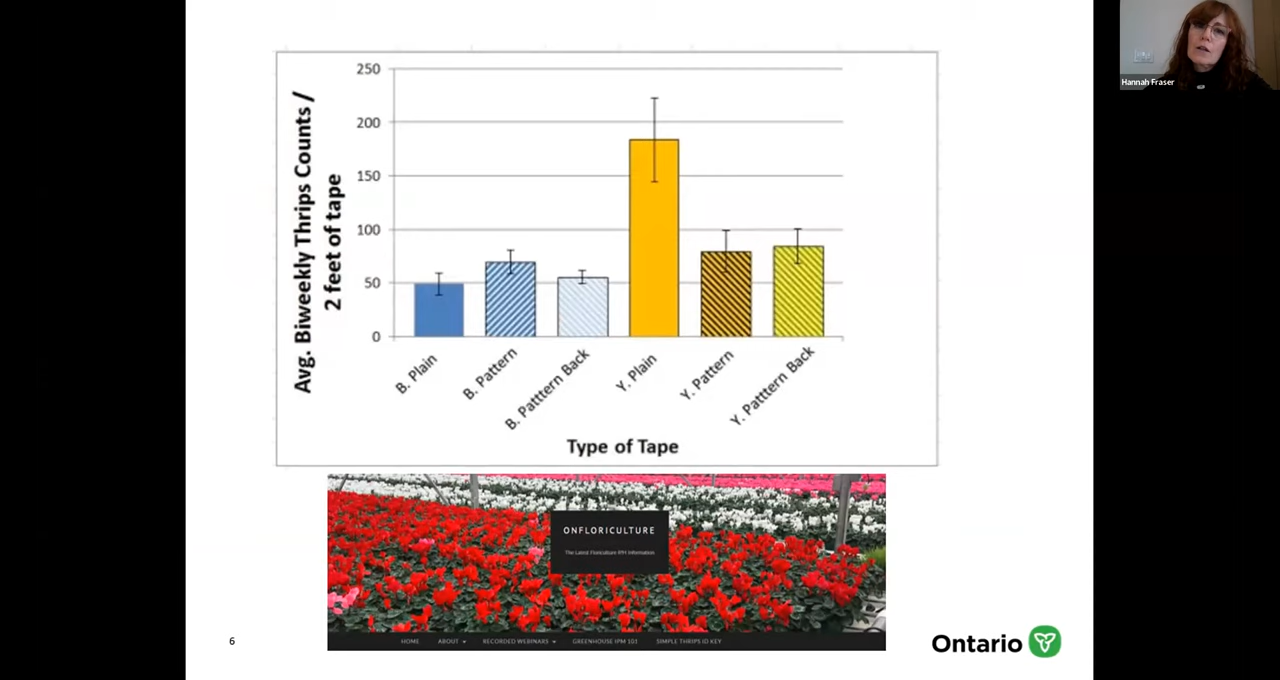 Hannah Fraser
Avg. Biweekly Thrips Counts /
2 feet of tape
250
200
150
100
50
0
B. Plain
B. Pattern
B. Patttern Back
Y. Plain
Y. Pattern
Y. Patttern Back
Type of Tape
ONFLORICULTURE
The Latest Floriculture IPM Information
HOME ABOUT RECORDED WEBINARS GREENHOUSE IPM 101 SIMPLE THRIPS ID KEY
6
Ontario